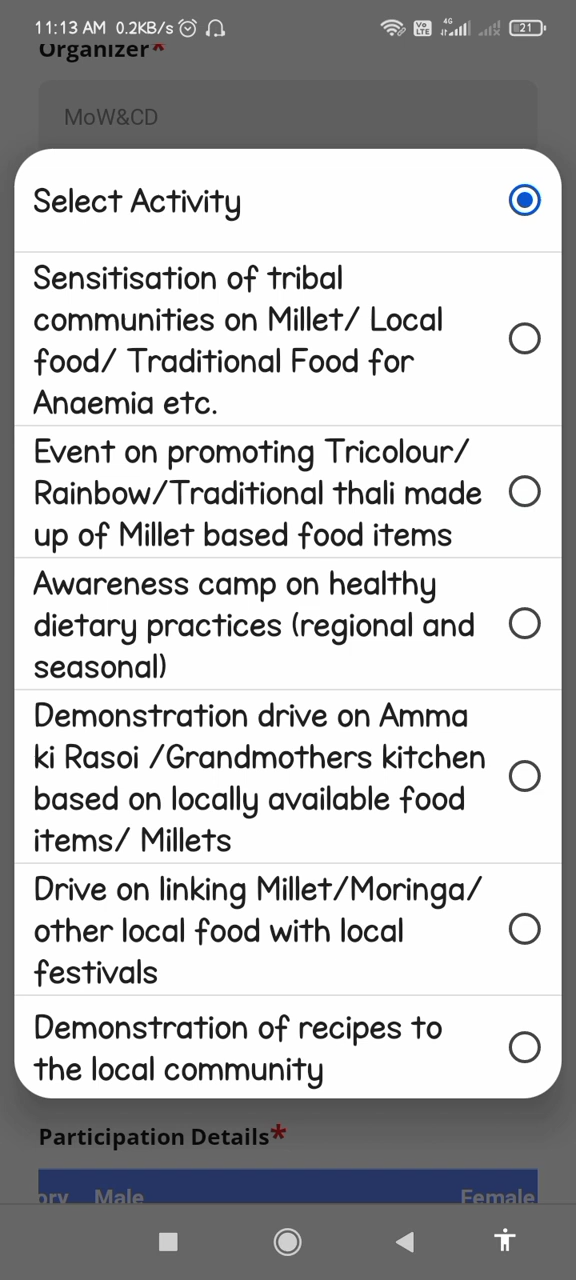 11:13 AM 0.2KB/s
Vo LTE 4G 21
Organizer*
MoW&CD
Select Activity
Sensitisation of tribal
communities on Millet/ Local
food/ Traditional Food for
Anaemia etc.
Event on promoting Tricolour/
Rainbow/Traditional thali made
up of Millet based food items
Awareness camp on healthy
dietary practices (regional and
seasonal)
Demonstration drive on Amma
ki Rasoi /Grandmothers kitchen
based on locally available food
items/ Millets
Drive on linking Millet/Moringa/
other local food with local
festivals
Demonstration of recipes to
the local community
Participation Details*
ory Male Female